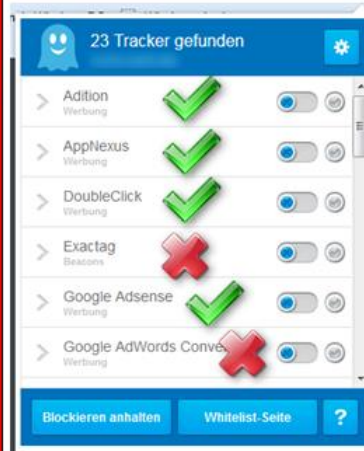 23 Tracker gefunden
Adition
Werbung
AppNexus
Werbung
DoubleClick
Werbung
Exactag
Beacons
Google Adsense
Werbung
Google AdWords Conve
Werbung
Blockieren anhalten
Whitelist-Seite
?